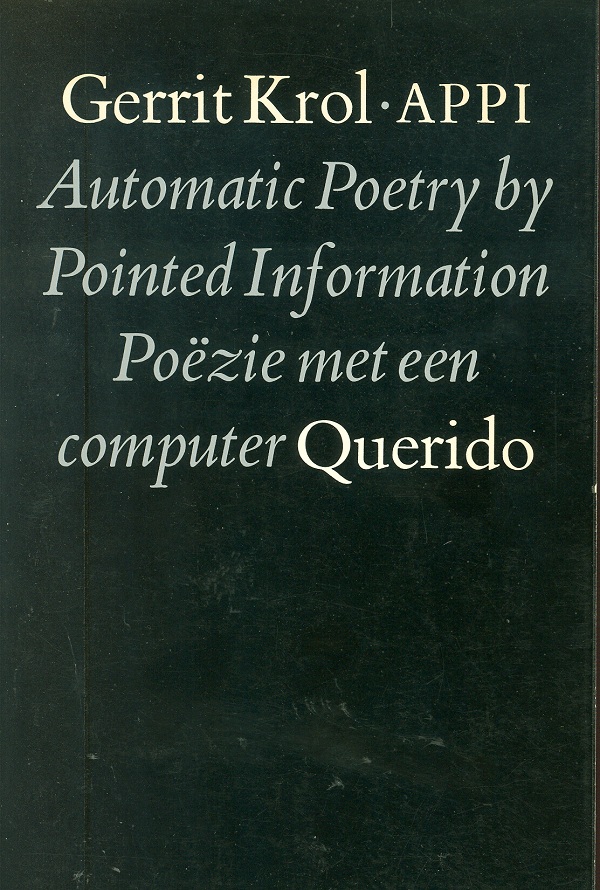 Gerrit Krol · APPI
Automatic Poetry by
Pointed Information
Poëzie met een
computer Querido